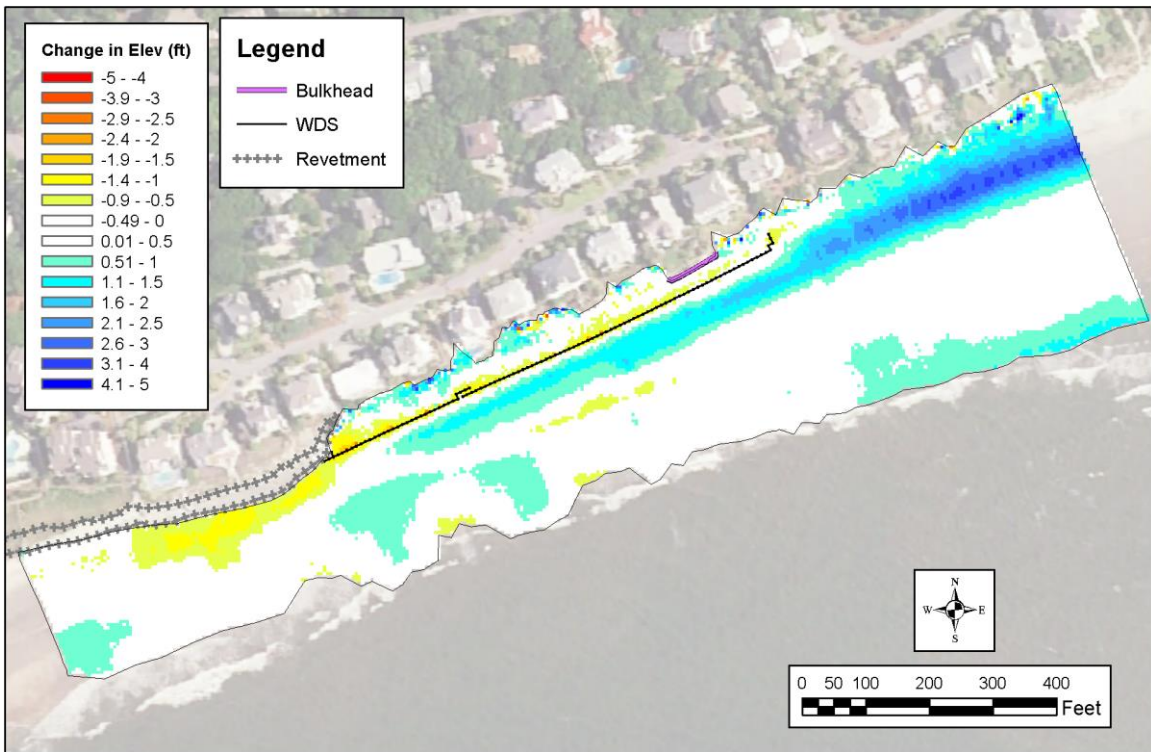 Change in Elev (ft)
-5 - -4
-3.9 - -3
-2.9 - -2.5
-2.4 - -2
-1.9 - -1.5
-1.4 - -1
-0.9 - -0.5
-0.49 - 0
0.01 - 0.5
0.51 - 1
1.1 - 1.5
1.6 - 2
2.1 - 2.5
2.6 - 3
3.1 - 4
4.1 - 5
Legend
Bulkhead
WDS
Revetment
N
W E
S
0 50 100 200 300 400
Feet